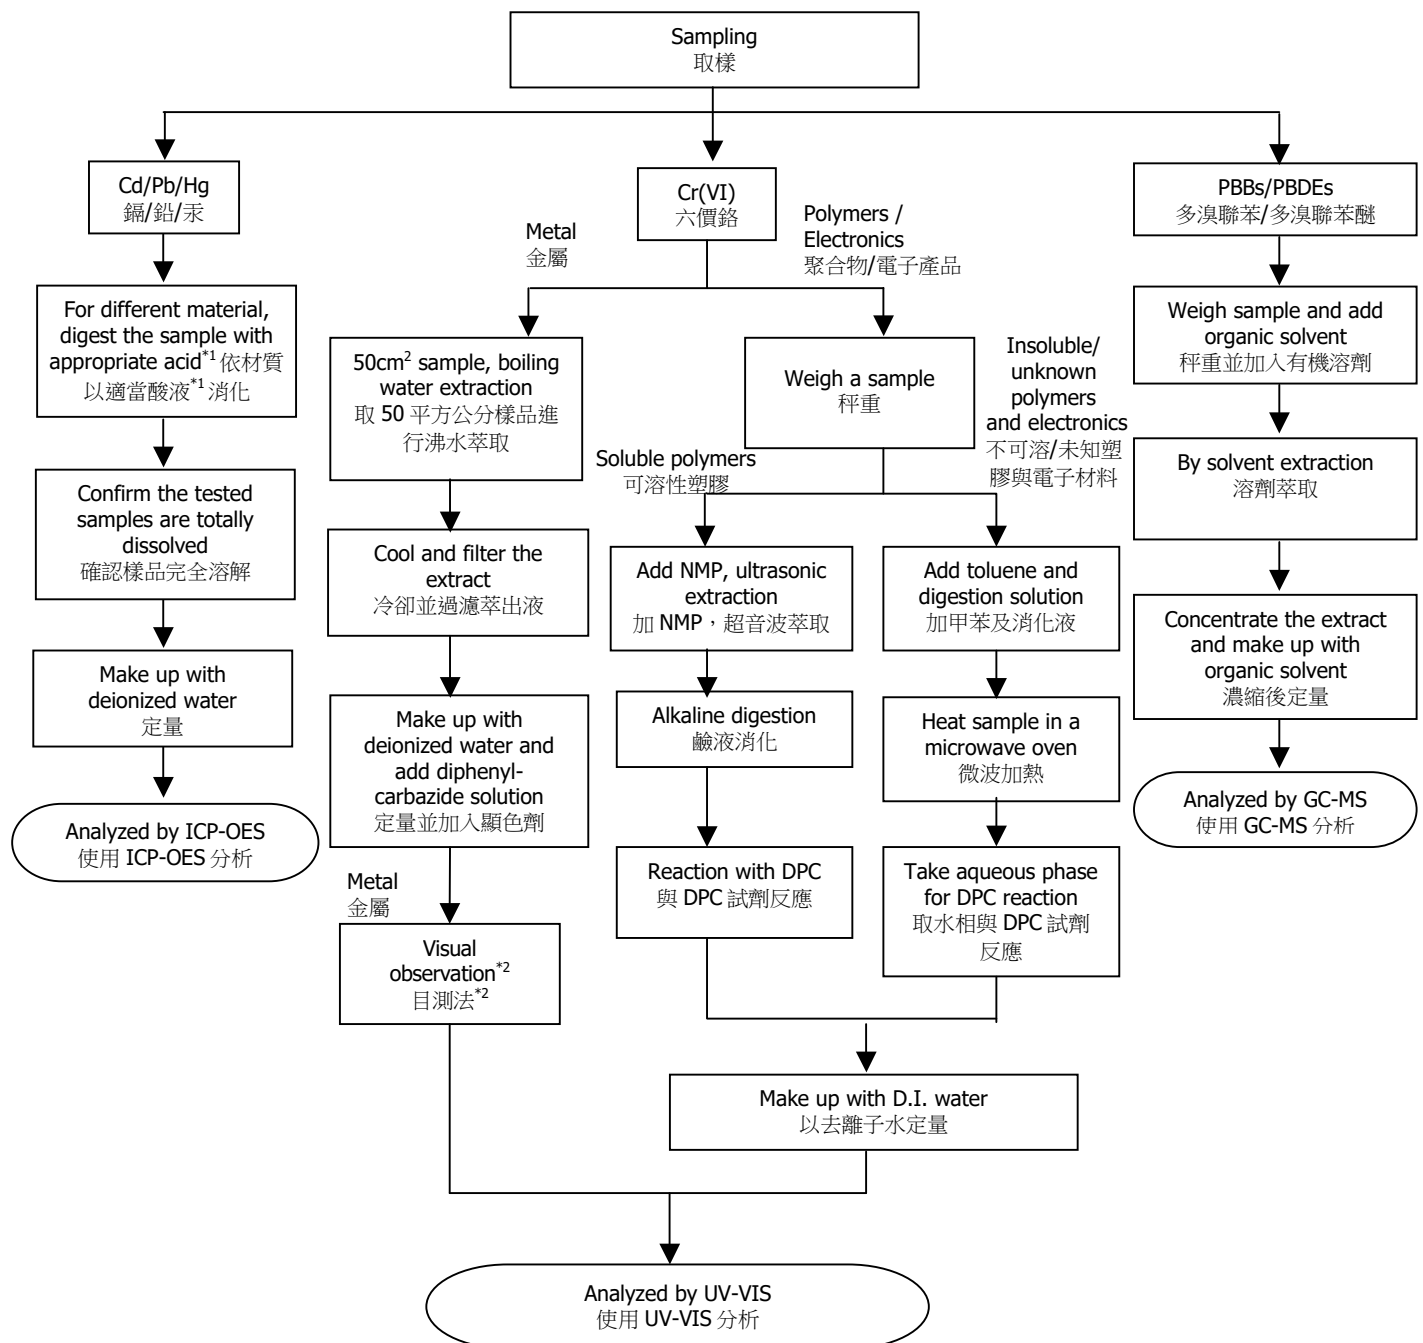 Sampling
取樣
Cd/Pb/Hg
鎘/鉛/汞
Cr(VI)
六價鉻
PBBs/PBDEs
多溴聯苯/多溴聯苯醚
Metal
金屬
Polymers /
Electronics
聚合物/電子產品
For different material,
digest the sample with
appropriate acid*1 依材質
以適當酸液*1 消化
50cm2 sample, boiling
water extraction
取 50 平方公分樣品進
行沸水萃取
Weigh a sample
秤重
Insoluble/
unknown
polymers
and electronics
不可溶/未知塑
膠與電子材料
Weigh sample and add
organic solvent
秤重並加入有機溶劑
Soluble polymers
可溶性塑膠
By solvent extraction
溶劑萃取
Confirm the tested
samples are totally
dissolved
確認樣品完全溶解
Cool and filter the
extract
冷卻並過濾萃出液
Add NMP, ultrasonic
extraction
加 NMP，超音波萃取
Add toluene and
digestion solution
加甲苯及消化液
Concentrate the extract
and make up with
organic solvent
濃縮後定量
Make up with
deionized water
定量
Make up with
deionized water and
add diphenyl-
carbazide solution
定量並加入顯色劑
Alkaline digestion
鹼液消化
Heat sample in a
microwave oven
微波加熱
Analyzed by GC-MS
使用 GC-MS 分析
Analyzed by ICP-OES
使用 ICP-OES 分析
Metal
金屬
Reaction with DPC
與 DPC 試劑反應
Take aqueous phase
for DPC reaction
取水相與 DPC 試劑
反應
Visual
observation*2
目測法*2
Make up with D.I. water
以去離子水定量
Analyzed by UV-VIS
使用 UV-VIS 分析